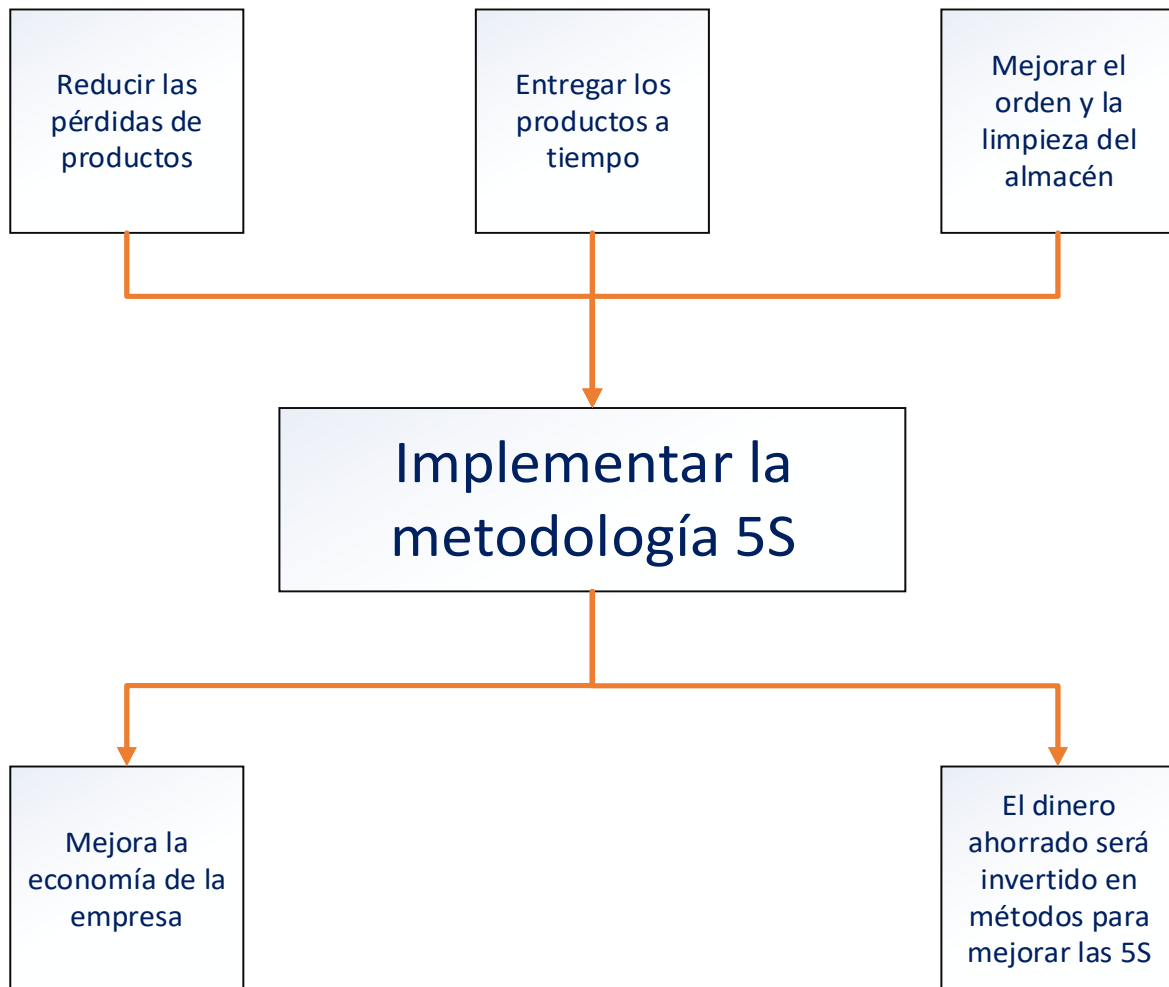 Reducir las
pérdidas de
productos
Entregar los
productos a
tiempo
Mejorar el
orden y la
limpieza del
almacén
Implementar la
metodología 5S
Mejora la
economía de la
empresa
El dinero
ahorrado será
invertido en
métodos para
mejorar las 5S